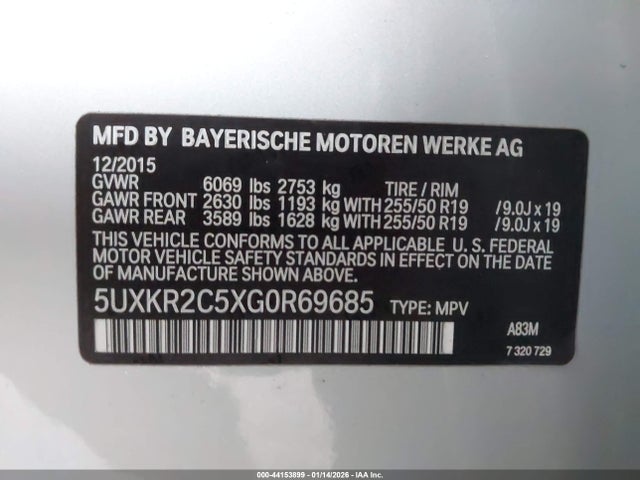 MFD BY BAYERISCHE MOTOREN WERKE AG
12/2015
GVWR 6069 lbs 2753 kg TIRE / RIM
GAWR FRONT 2630 lbs 1193 kg WITH 255/50 R19 /9.0J x 19
GAWR REAR 3589 lbs 1628 kg WITH 255/50 R19 /9.0J x 19
THIS VEHICLE CONFORMS TO ALL APPLICABLE U. S. FEDERAL
MOTOR VEHICLE SAFETY STANDARDS IN EFFECT ON THE
DATE OF MANUFACTURE SHOWN ABOVE.
5UXKR2C5XG0R69685 TYPE: MPV
A83M
7 320 729
000-44153899 - 01/14/2026 - IAA Inc.